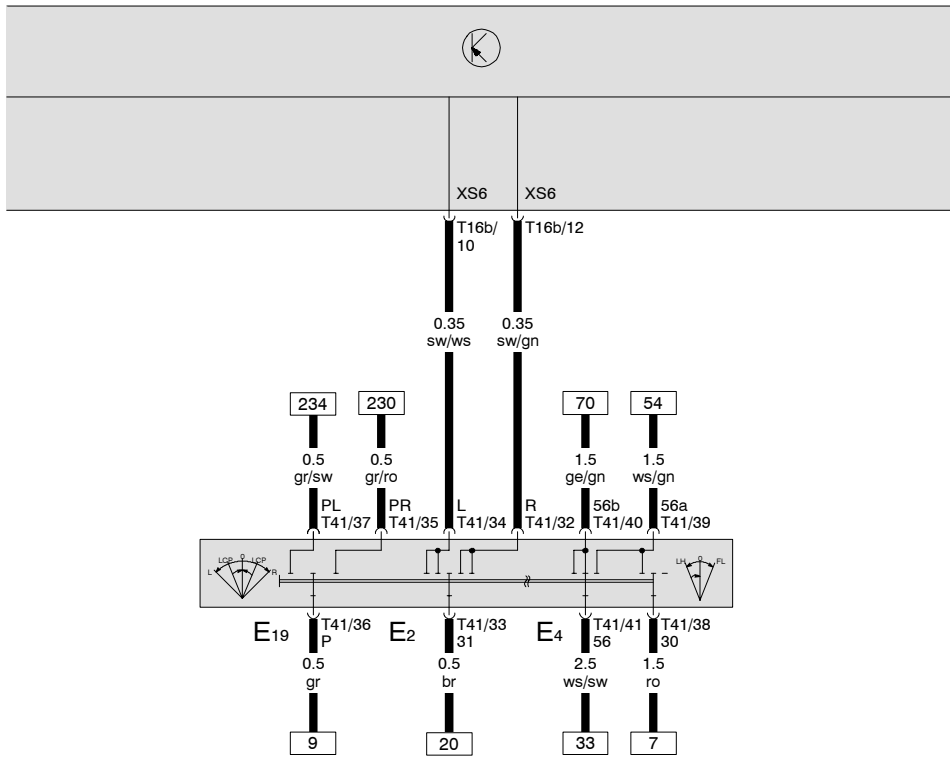 XS6 XS6
T16b/ T16b/12
10
0.35 0.35
sw/ws sw/gn
234 230 70 54
0.5 0.5 1.5 1.5
gr/sw gr/ro ge/gn ws/gn
PL PR L R 56b 56a
T41/37 T41/35 T41/34 T41/32 T41/40 T41/39
L LCP 0 LCP R LH 0 FL
E19 T41/36 E2 T41/33 E4 T41/41 T41/38
P 31 56 30
0.5 0.5 2.5 1.5
gr br ws/sw ro
9 20 33 7